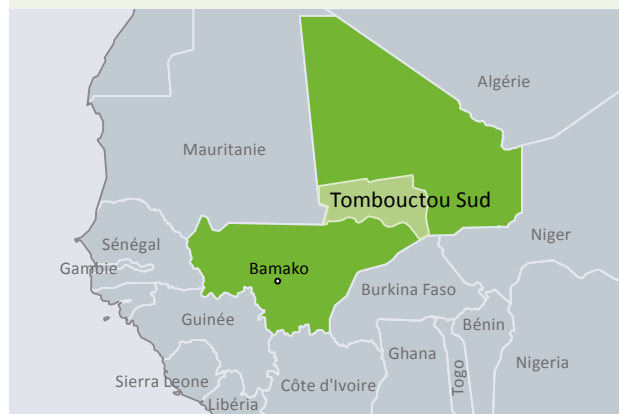 Algérie
Mauritanie
Tombouctou Sud
Niger
Sénégal
Gambie
Bamako
Burkina Faso
Guinée
Bénin
Ghana
Togo
Nigeria
Sierra Leone
Côte d'Ivoire
Libéria